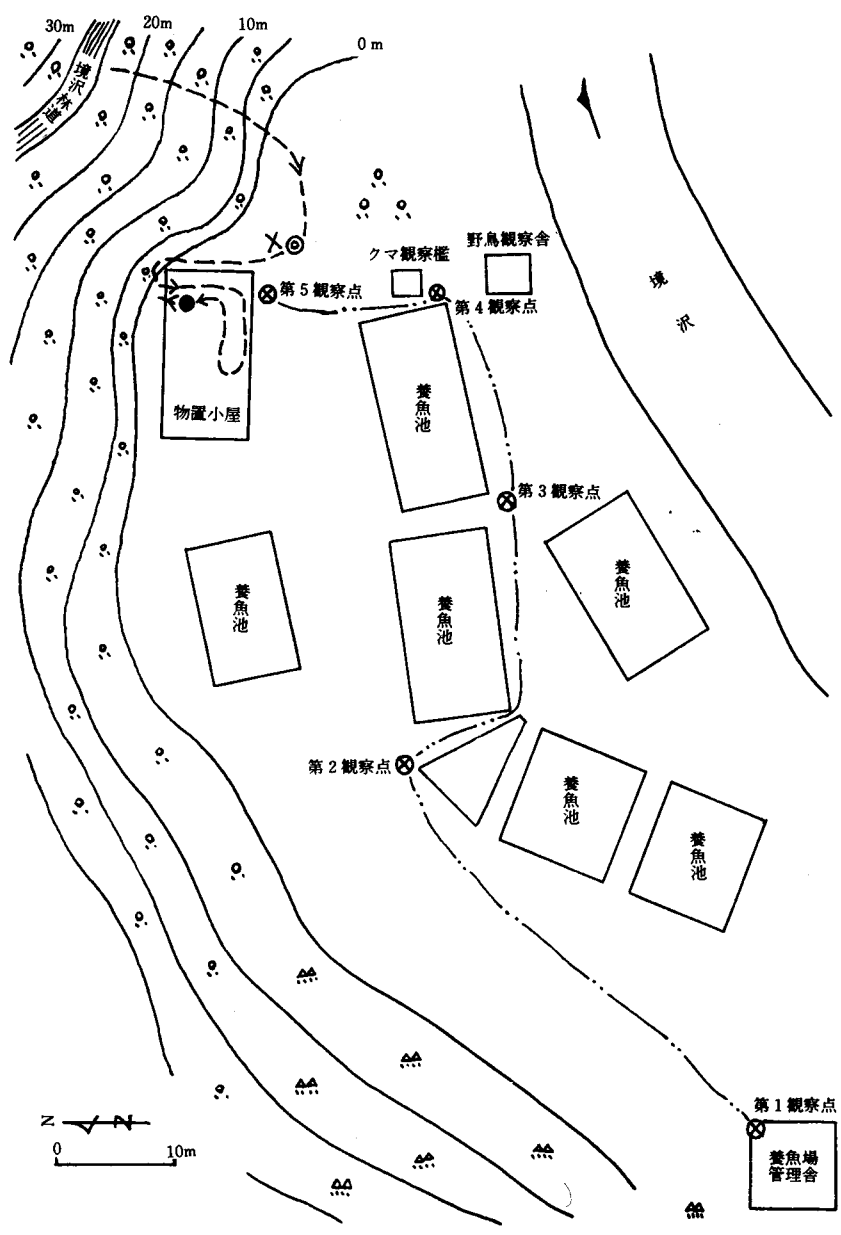 30m
20m
10m
0 m
境沢林道
クマ観察檻
野鳥観察舎
境沢
第5観察点
第4観察点
物置小屋
養魚池
第3観察点
養魚池
養魚池
養魚池
第2観察点
養魚池
養魚池
第1観察点
養魚場
管理舎
N
0
10m